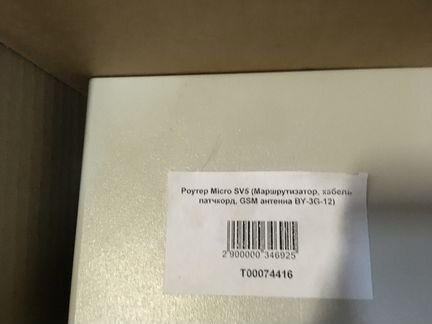 Роутер Micro SV5 (Маршрутизатор, кабель
патчкорд, GSM антенна BY-3G-12)
2 900000 346925
T00074416